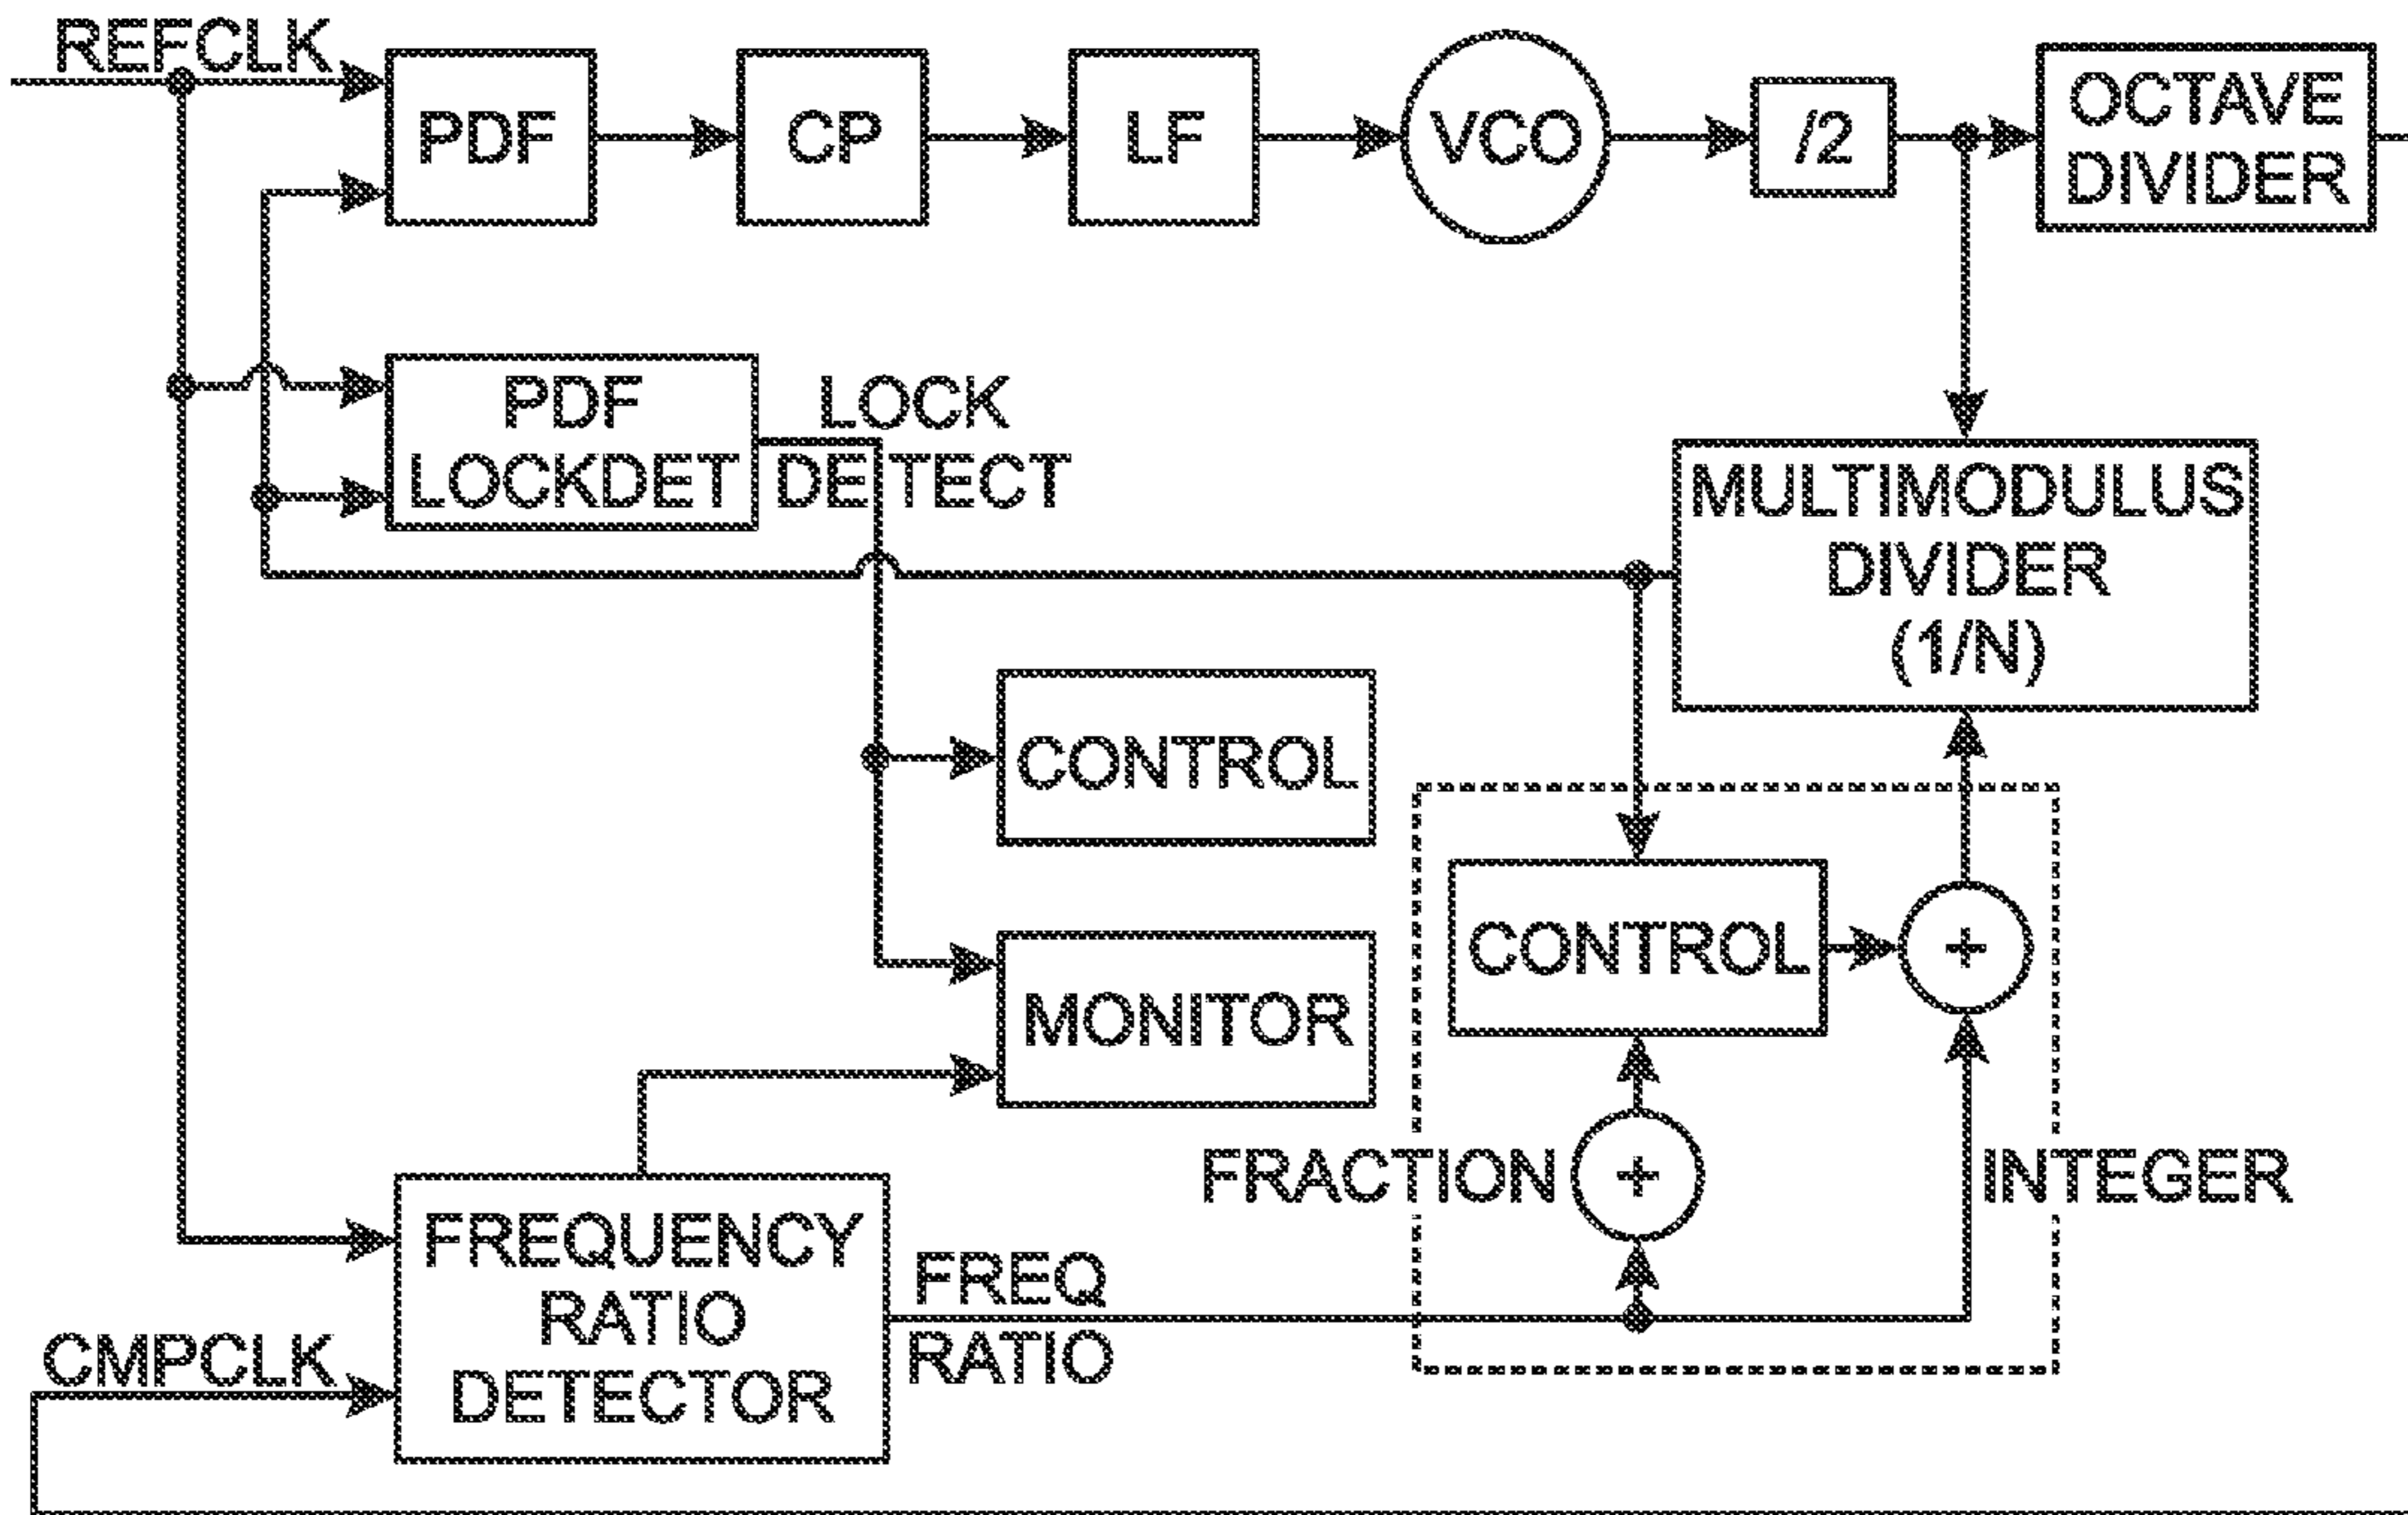 REFCLK
PDF
CP
LF
VCO
/2
OCTAVE
DIVIDER
PDF
LOCKDET
LOCK
DETECT
MULTIMODULUS
DIVIDER
(1/N)
CONTROL
CONTROL
+
MONITOR
FRACTION
+
INTEGER
FREQUENCY
RATIO
DETECTOR
FREQ
RATIO
CMPCLK